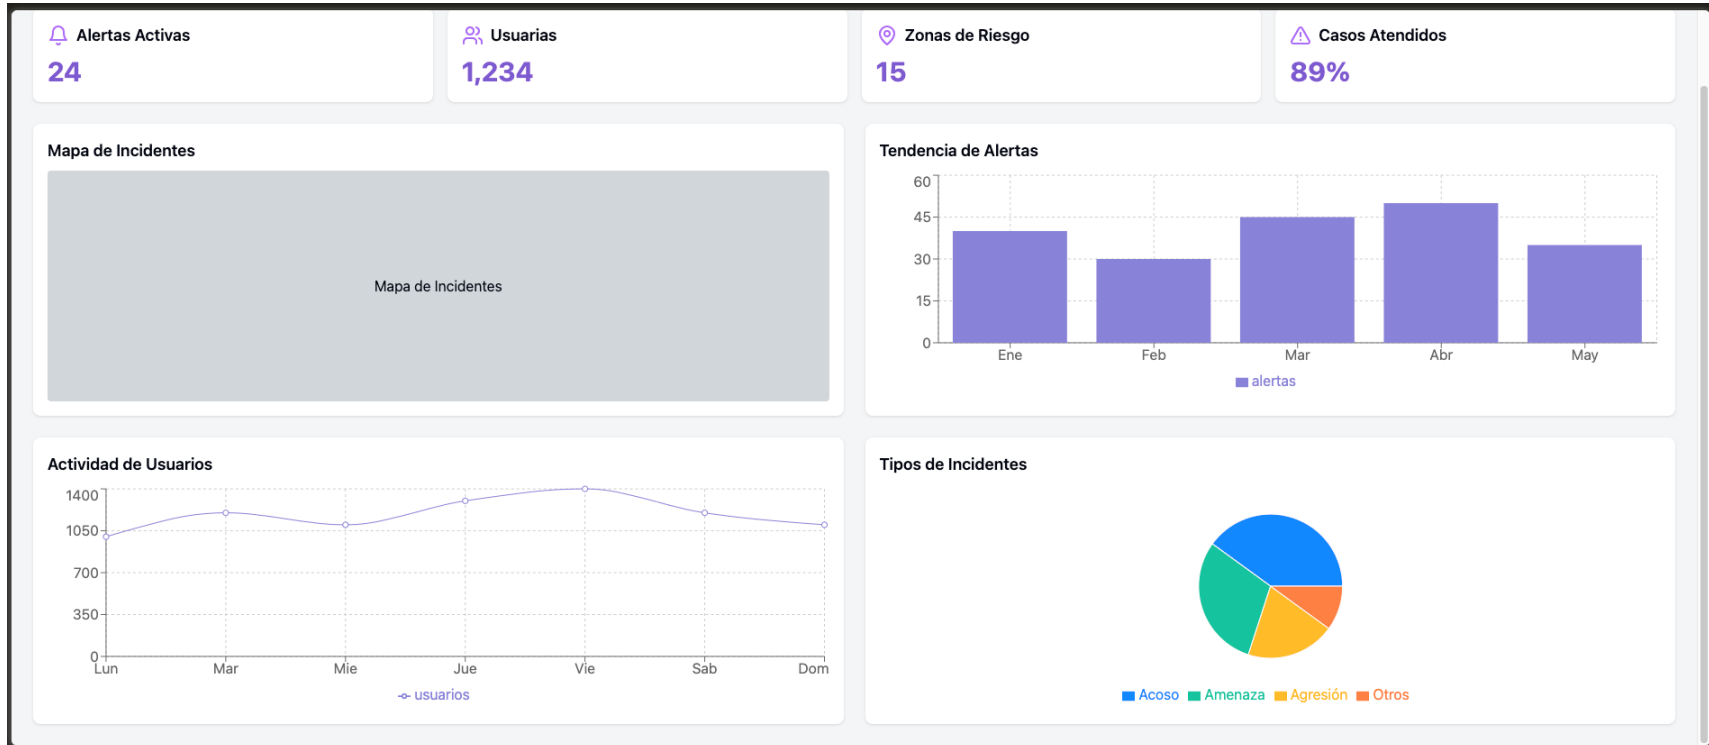 Alertas Activas
24
Usuarias
1,234
Zonas de Riesgo
15
Casos Atendidos
89%
Mapa de Incidentes
Mapa de Incidentes
Tendencia de Alertas
60
45
30
15
0
Ene Feb Mar Abr May
alertas
Actividad de Usuarios
1400
1050
700
350
0
Lun Mar Mie Jue Vie Sab Dom
usuarios
Tipos de Incidentes
Acoso Amenaza Agresión Otros